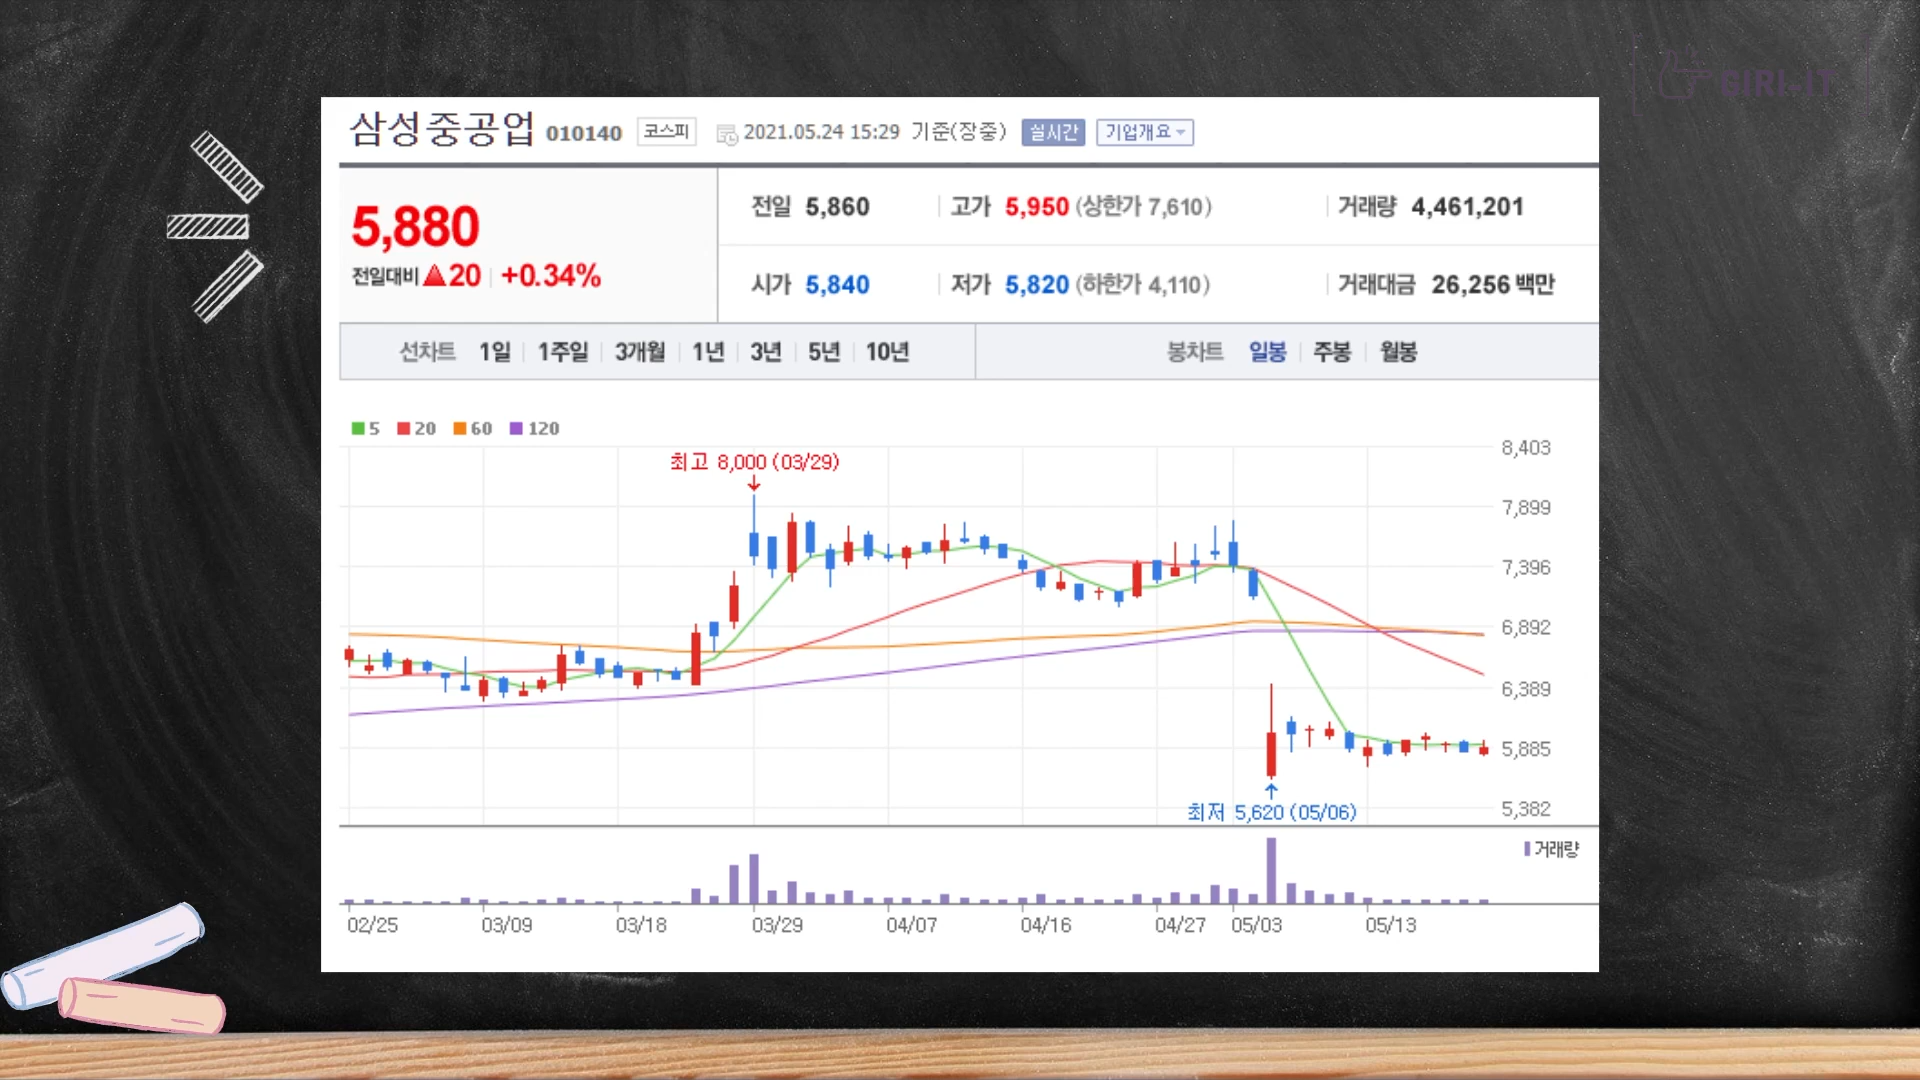 GIRL-IT
삼성중공업 010140 코스피 2021.05.24 15:29 기준(장중) 실시간 기업개요
5,880
전일대비 ▲20 +0.34%
전일 5,860 고가 5,950 (상한가 7,610) 거래량 4,461,201
시가 5,840 저가 5,820 (하한가 4,110) 거래대금 26,256 백만
선차트 1일 1주일 3개월 1년 3년 5년 10년 봉차트 일봉 주봉 월봉
5 20 60 120
최고 8,000 (03/29)
8,403
7,899
7,396
6,892
6,389
5,885
5,382
최저 5,620 (05/06)
거래량
02/25 03/09 03/18 03/29 04/07 04/16 04/27 05/03 05/13